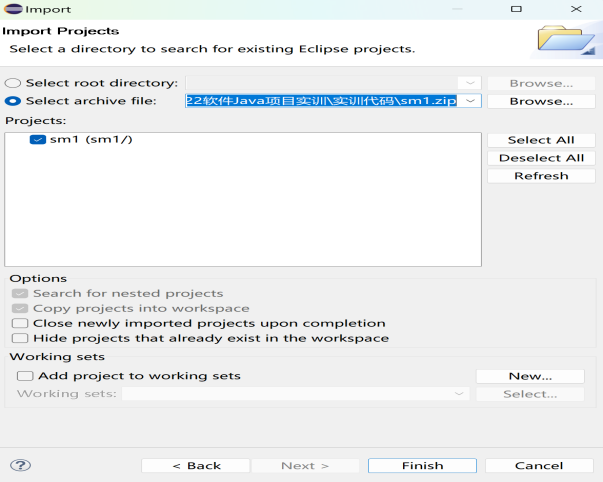 Import
Import Projects
Select a directory to search for existing Eclipse projects.
Select root directory:
Browse...
Select archive file:
22软件Java项目实训\实训代码\sm1.zip
Browse...
Projects:
sm1 (sm1/)
Select All
Deselect All
Refresh
Options
Search for nested projects
Copy projects into workspace
Close newly imported projects upon completion
Hide projects that already exist in the workspace
Working sets
Add project to working sets
New...
Working sets:
Select...
?
< Back
Next >
Finish
Cancel